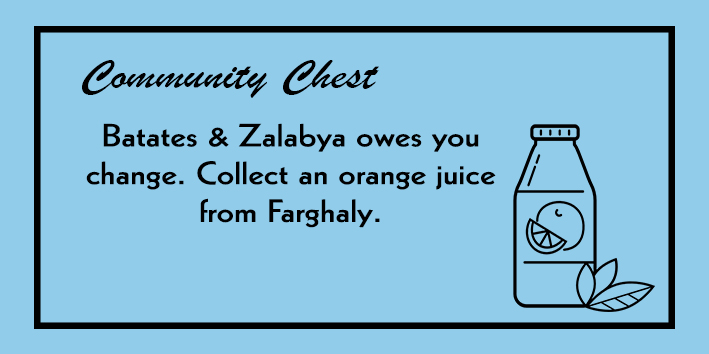 Community Chest
Batates & Zalabya owes you
change. Collect an orange juice
from Farghaly.